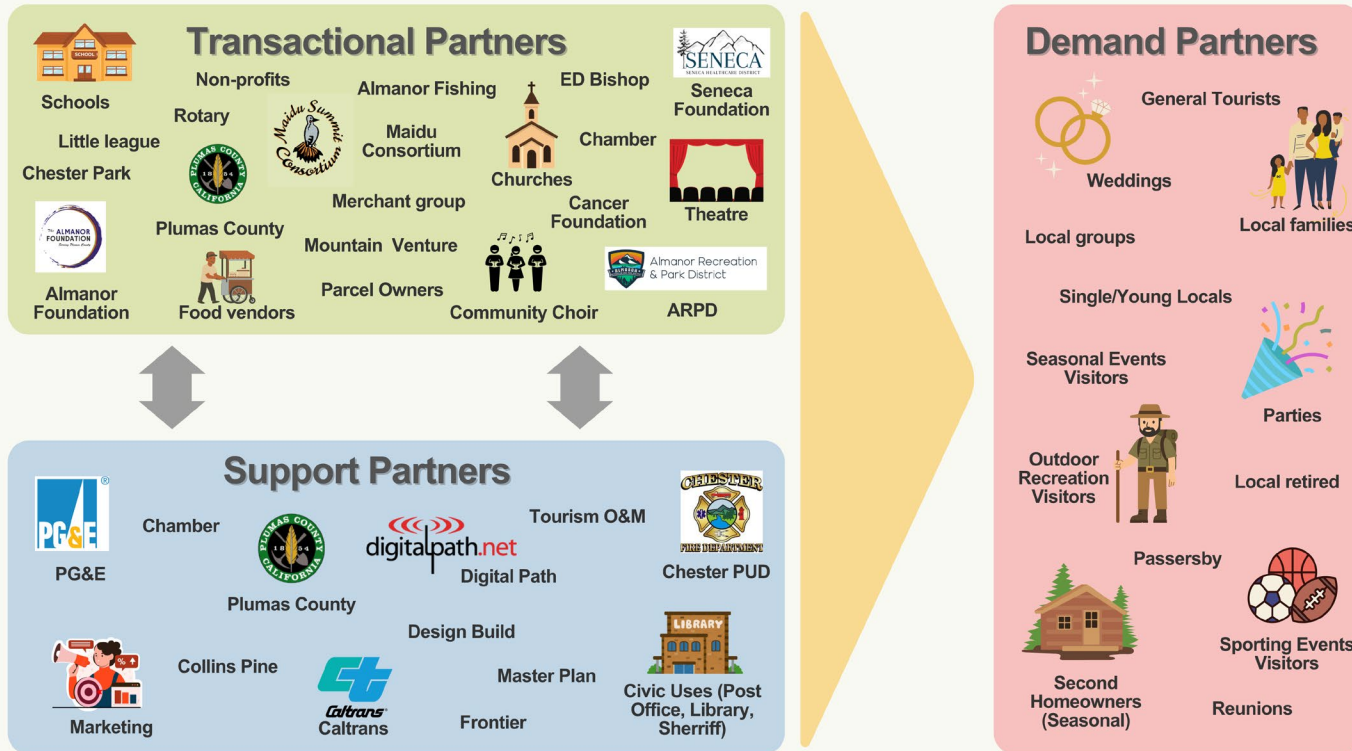 Transactional Partners
SCHOOL
Schools
Non-profits
Almanor Fishing
ED Bishop
SENECA
SENECA HEALTHCARE DISTRICT
Seneca
Foundation
Rotary
Little league
Maidu Summit
Consortium
Maidu
Consortium
Chamber
Chester Park
PLUMAS COUNTY
18 54
CALIFORNIA
Churches
Merchant group
Cancer
Foundation
Theatre
The ALMANOR
FOUNDATION
Plumas County
Mountain Venture
Almanor Recreation
& Park District
Almanor
Foundation
Food vendors
Parcel Owners
Community Choir
ARPD
Support Partners
PG&E
®
PG&E
Chamber
PLUMAS COUNTY
18 54
CALIFORNIA
Plumas County
digitalpath.net
Digital Path
Tourism O&M
CHESTER
FIRE DEPARTMENT
Chester PUD
Design Build
LIBRARY
Marketing
Collins Pine
Caltrans
Caltrans
Master Plan
Frontier
Civic Uses (Post
Office, Library,
Sherriff)
Demand Partners
General Tourists
Weddings
Local families
Local groups
Single/Young Locals
Seasonal Events
Visitors
Parties
Outdoor
Recreation
Visitors
Local retired
Passersby
Sporting Events
Visitors
Second
Homeowners
(Seasonal)
Reunions